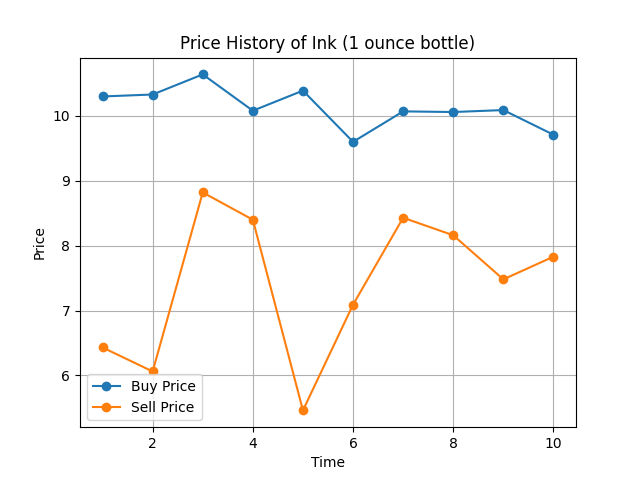 Price History of Ink (1 ounce bottle)
Price
10
9
8
7
6
Buy Price
Sell Price
2 4 6 8 10
Time